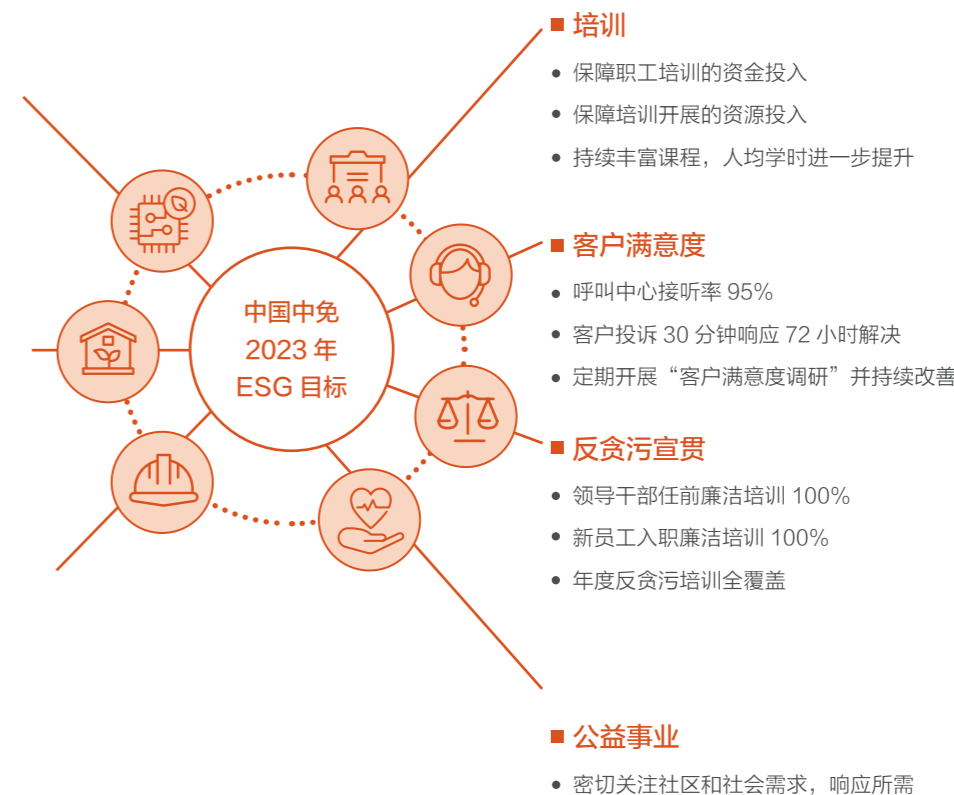 中国中免
2023 年
ESG 目标
■ 培训
• 保障职工培训的资金投入
• 保障培训开展的资源投入
• 持续丰富课程，人均学时进一步提升
■ 客户满意度
• 呼叫中心接听率 95%
• 客户投诉 30 分钟响应 72 小时解决
• 定期开展“客户满意度调研”并持续改善
■ 反贪污宣贯
• 领导干部任前廉洁培训 100%
• 新员工入职廉洁培训 100%
• 年度反贪污培训全覆盖
■ 公益事业
• 密切关注社区和社会需求，响应所需